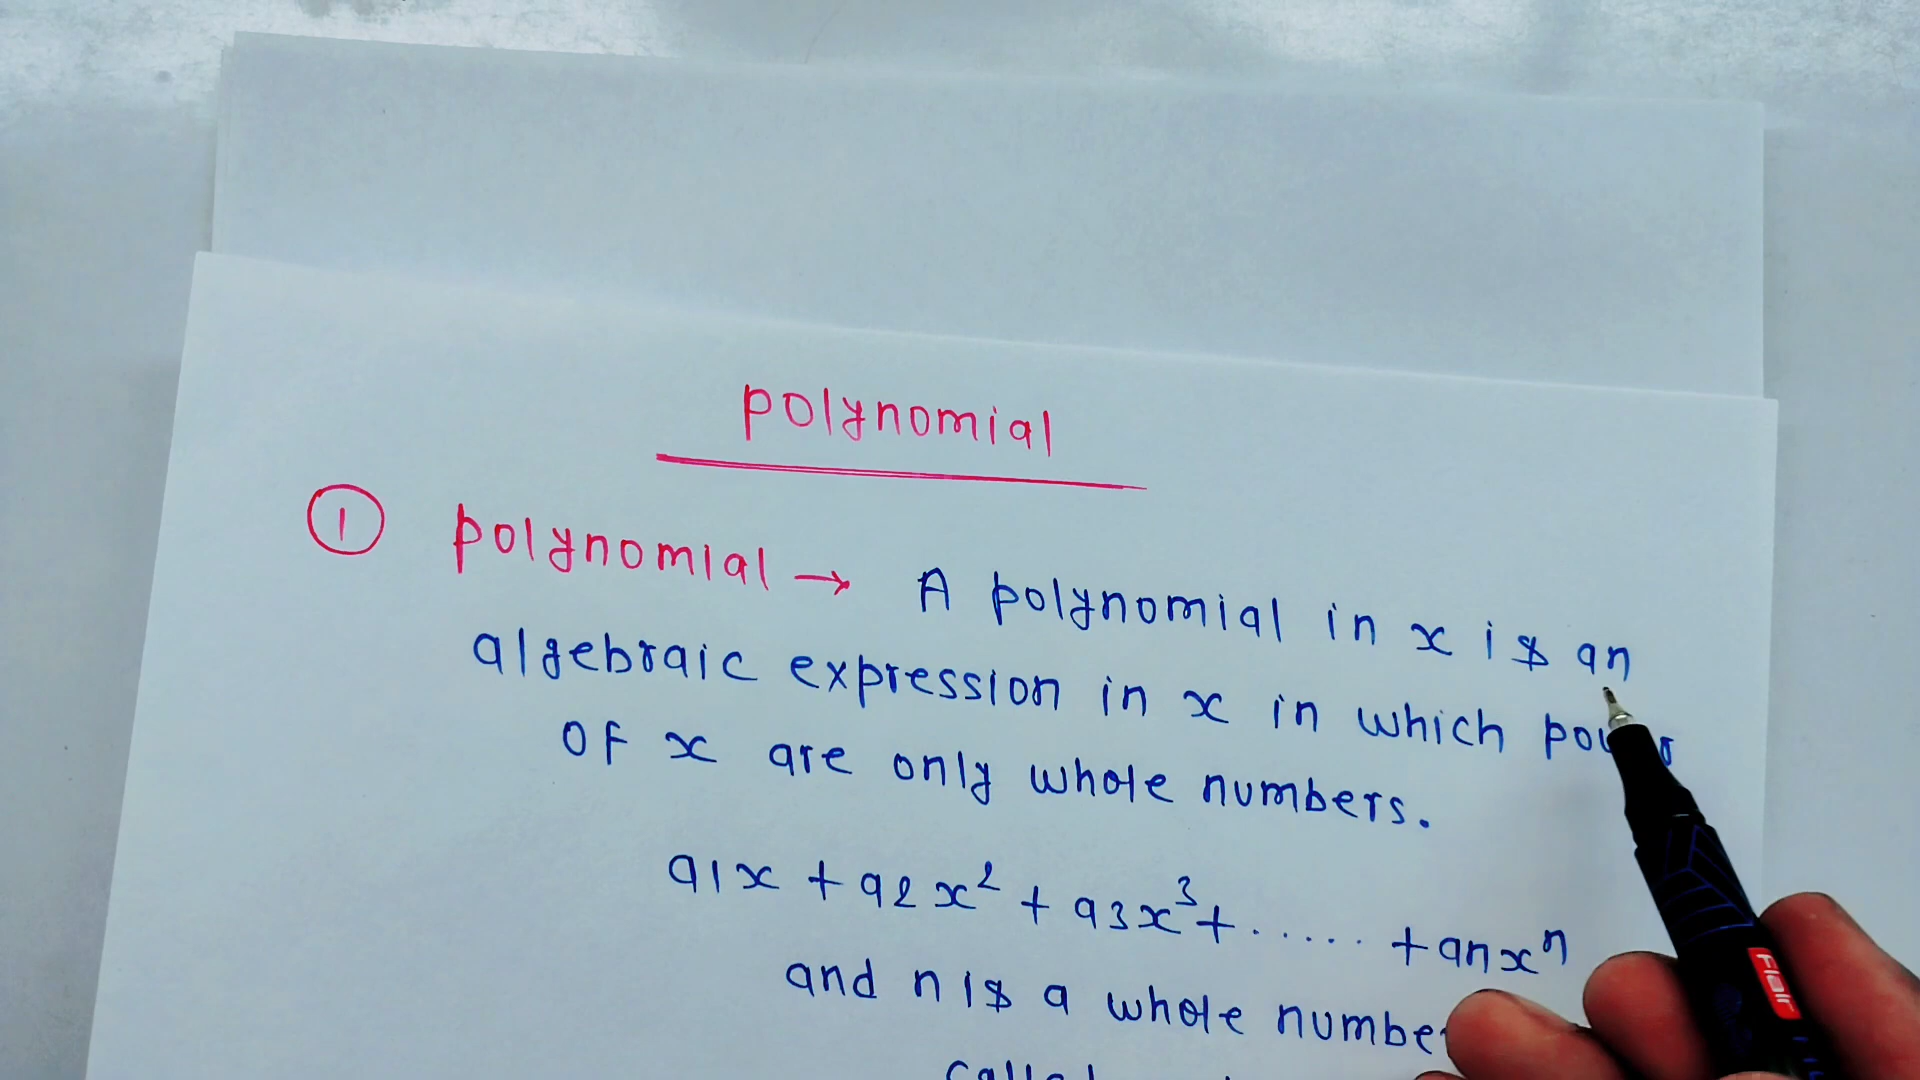 polynomial
① polynomial → A polynomial in x is an
algebraic expression in x in which
of x are only whole numbers.
a1x + a2x² + a3x³ + ...... + anxⁿ
and n is a whole
Flair